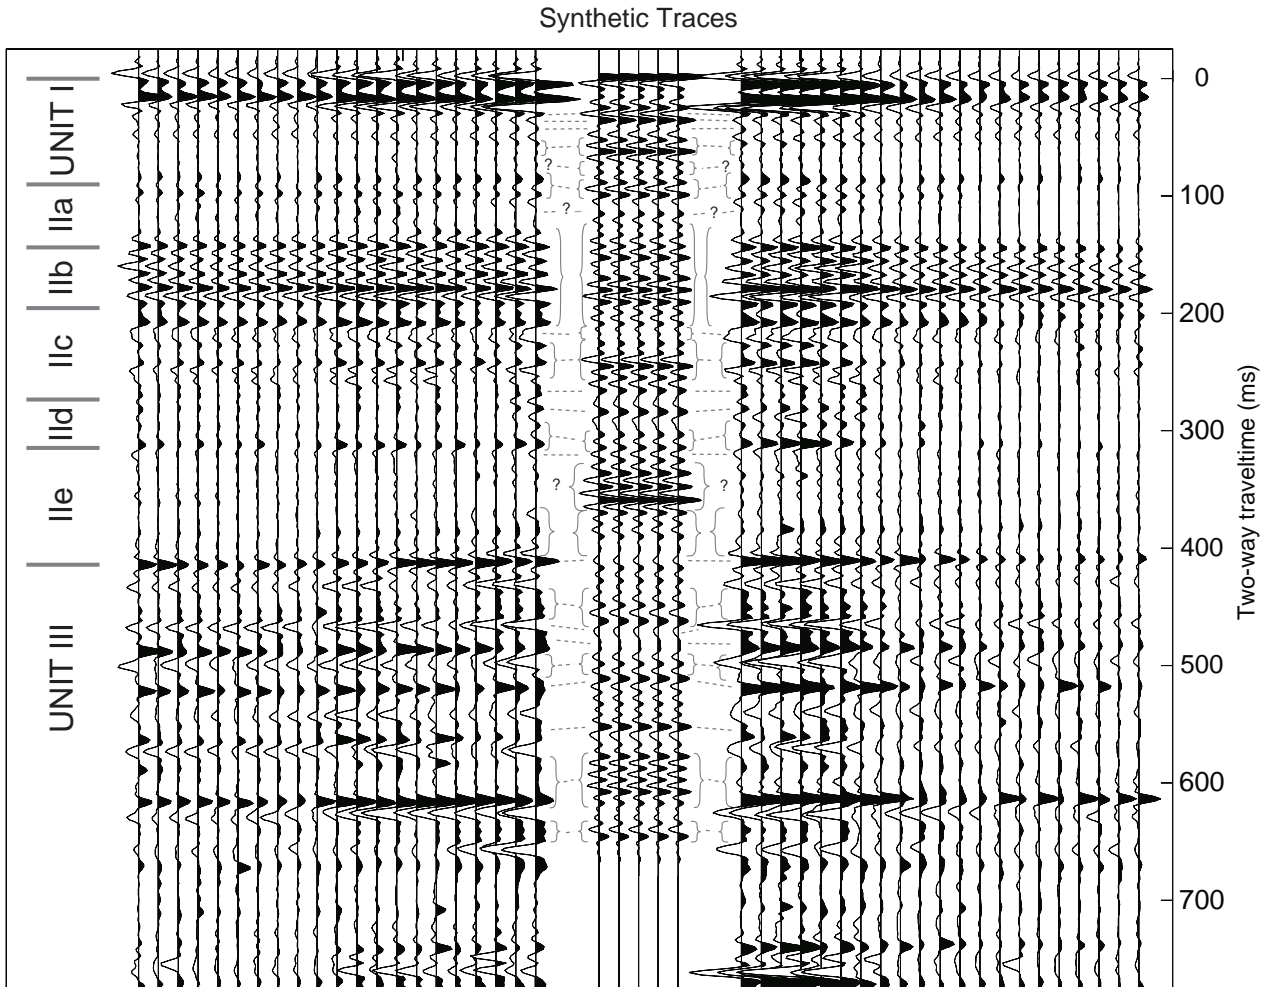 Synthetic Traces
UNIT I
IIa
IIb
IIc
IId
IIe
UNIT III
?
?
?
?
?
?
0
100
200
300
400
500
600
700
Two-way traveltime (ms)